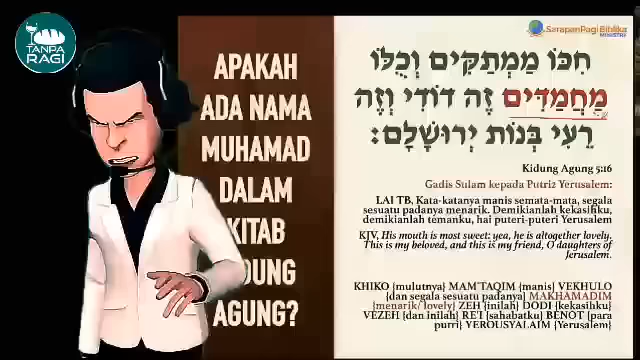 TANPA
RAGI
APAKAH
ADA NAMA
MUHAMAD
DALAM
KITAB
DUNG
AGUNG?
SarapanPagi Biblika
MINISTRY
חִכּוֹ מַמְתַקִּים וְכֻלּוֹ
מַחֲמַדִּים זֶה דוֹדִי וְזֶה
רֵעִי בְּנוֹת יְרוּשָׁלָם׃
Kidung Agung 5:16
Gadis Sulam kepada Putriz Yerusalem:
LAI TB, Kata-katanya manis semata-mata, segala
sesuatu padanya menarik. Demikianlah kekasihku,
demikianlah temanku, hai puteri-puteri Yerusalem
KJV, His mouth is most sweet: yea, he is altogether lovely.
This is my beloved, and this is my friend, O daughters of
Jerusalem.
KHIKO {mulutnya} MAM'TAQIM {manis} VEKHULO
{dan segala sesuatu padanya} MAKHAMADIM
{menarik/ lovely} ZEH {inilah} DODI {kekasihku}
VEZEH {dan inilah} RE'I {sahabatku} BENOT {para
purri} YEROUSYALAIM {Yerusalem}